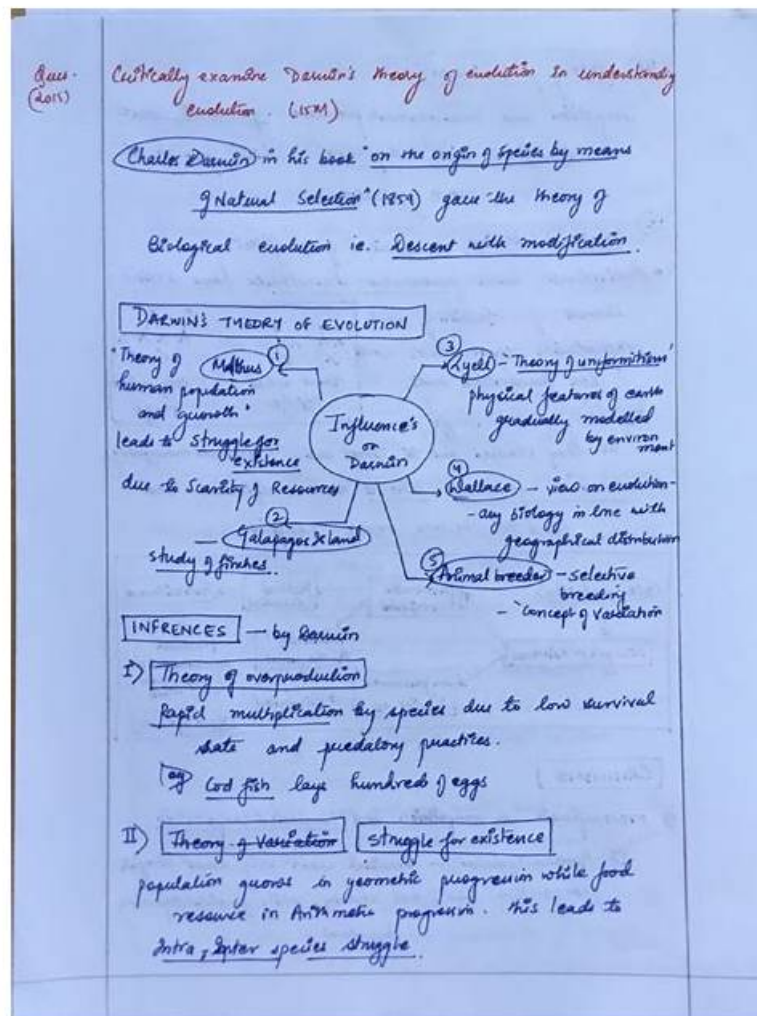 Ques.
(2015)
Critically examine Darwin's theory of evolution in understanding
evolution. (15M)
Charles Darwin in his book "on the origin of species by means
of Natural Selection" (1859) gave the theory of
Biological evolution ie. Descent with modification.
DARWIN'S THEORY OF EVOLUTION
Influence's
on
Darwin
① Malthus
"Theory of
human population
and growth"
leads to struggle for
existence
due to Scarcity of Resources
② Galapagos Island
study of finches.
③ Lyell - "Theory of uniformitism"
physical features of earth
gradually modelled
by environment
④ Wallace - view on evolution-
-ary biology in line with
geographical distribution
⑤ Animal breeder - selective
breeding
- Concept of variation
INFRENCES - by Darwin
I) Theory of overproduction
Rapid multiplication by species due to low survival
rate and predatory practices.
eg Cod fish lays hundred of eggs
II) Theory of Variation struggle for existence
population grows in geometric progression while food
resource in Arithmetic progression. this leads to
Intra, Inter species struggle.